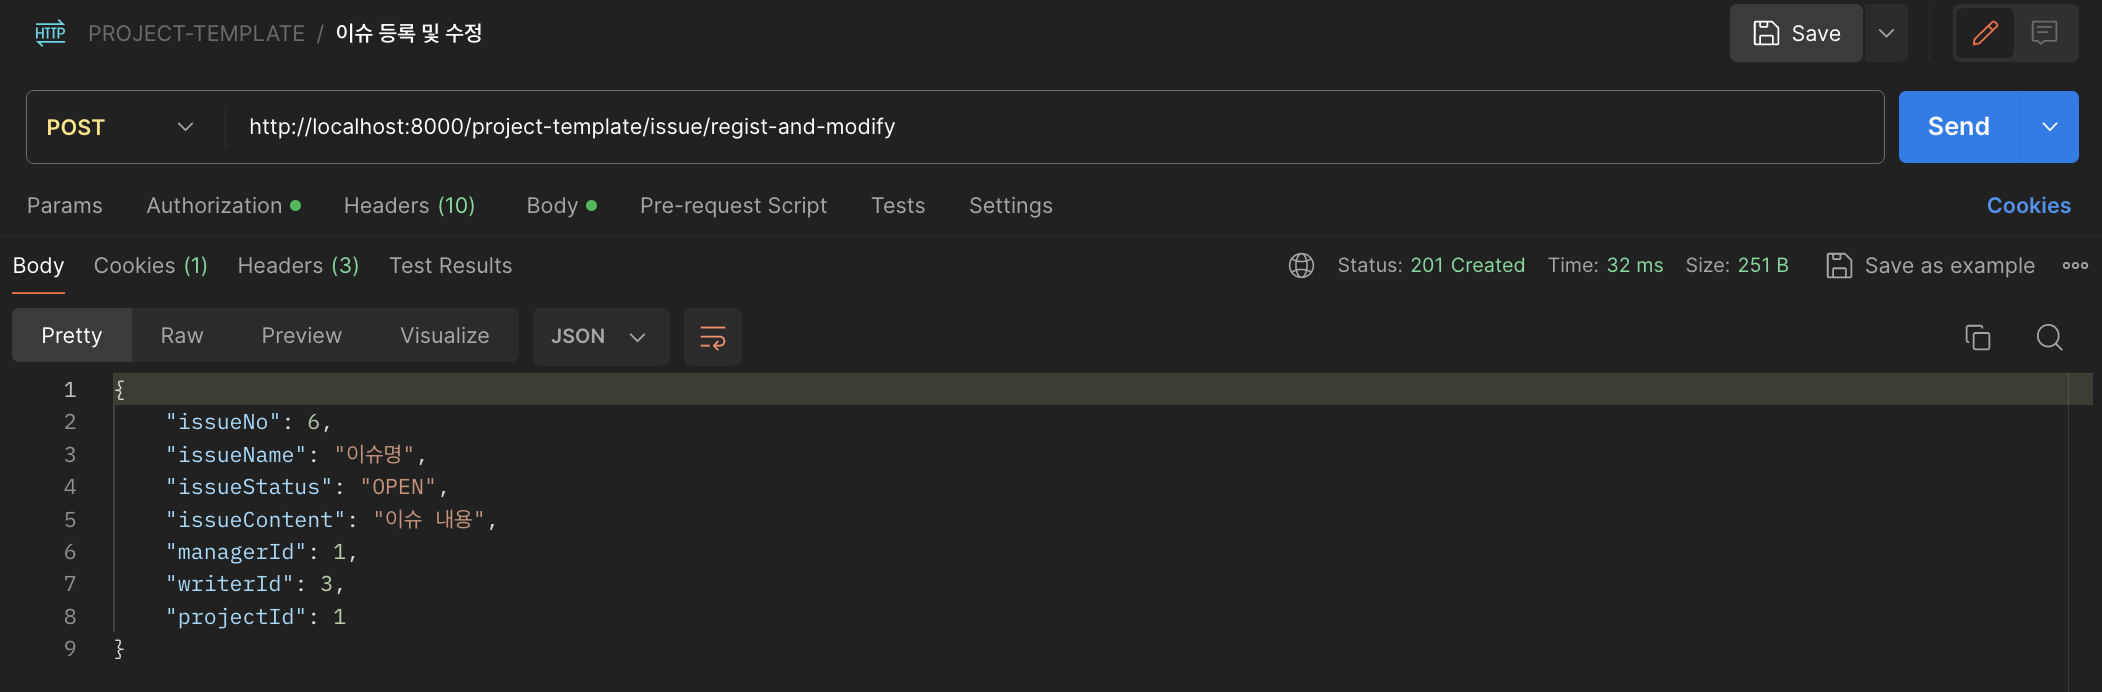 HTTP PROJECT-TEMPLATE / 이슈 등록 및 수정 Save
POST http://localhost:8000/project-template/issue/regist-and-modify Send
Params Authorization Headers (10) Body Pre-request Script Tests Settings Cookies
Body Cookies (1) Headers (3) Test Results Status: 201 Created Time: 32 ms Size: 251 B Save as example
Pretty Raw Preview Visualize JSON
1 {
2 "issueNo": 6,
3 "issueName": "이슈명",
4 "issueStatus": "OPEN",
5 "issueContent": "이슈 내용",
6 "managerId": 1,
7 "writerId": 3,
8 "projectId": 1
9 }